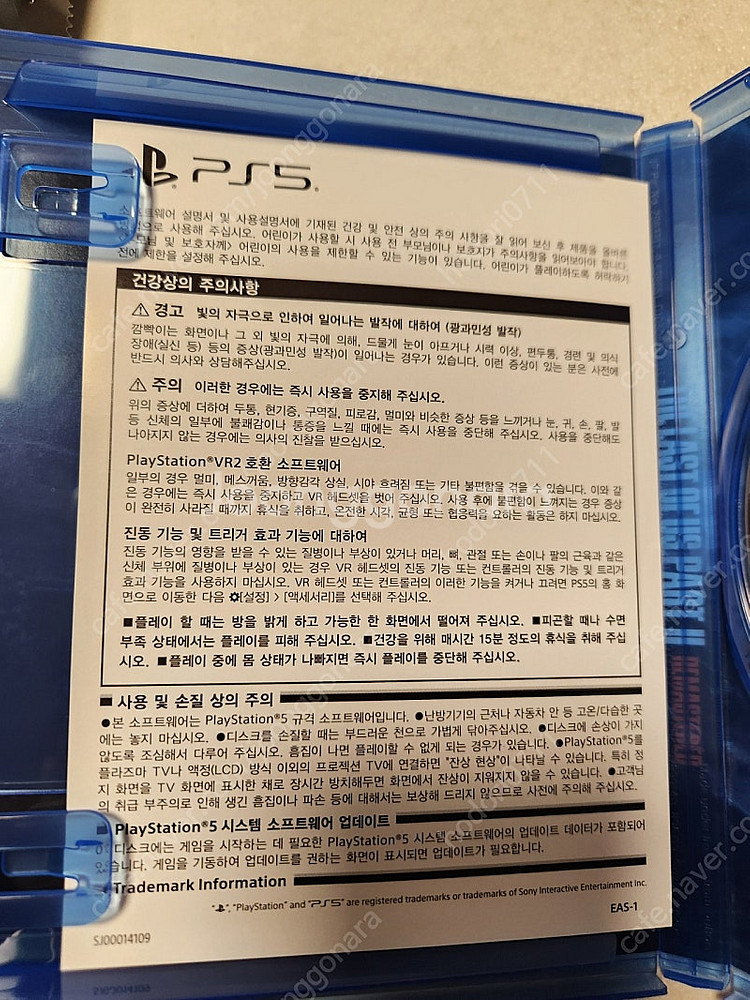 PS5
소프트웨어 설명서 및 사용설명서에 기재된 건강 및 안전 상의 주의 사항을 잘 읽어 보신 후 제품을 올바른
으로 사용해 주십시오. 어린이가 사용할 시 사용 전 부모님이나 보호자가 주의사항을 읽어보아야 합니다.
모님 및 보호자께> 어린이의 사용을 제한할 수 있는 기능이 있습니다. 어린이가 플레이하도록 허락하기
전에 제한을 설정해 주십시오.
건강상의 주의사항
⚠ 경고 빛의 자극으로 인하여 일어나는 발작에 대하여 (광과민성 발작)
깜빡이는 화면이나 그 외 빛의 자극에 의해, 드물게 눈이 아프거나 시력 이상, 편두통, 경련 및 의식
장애(실신 등) 등의 증상(광과민성 발작)이 일어나는 경우가 있습니다. 이런 증상이 있는 분은 사전에
반드시 의사와 상담해주십시오.
⚠ 주의 이러한 경우에는 즉시 사용을 중지해 주십시오.
위의 증상에 더하여 두통, 현기증, 구역질, 피로감, 멀미와 비슷한 증상 등을 느끼거나 눈, 귀, 손, 팔, 발
등 신체의 일부에 불쾌감이나 통증을 느낄 때에는 즉시 사용을 중단해 주십시오. 사용을 중단해도
나아지지 않는 경우에는 의사의 진찰을 받으십시오.
PlayStation®VR2 호환 소프트웨어
일부의 경우 멀미, 메스꺼움, 방향감각 상실, 시야 흐려짐 또는 기타 불편함을 겪을 수 있습니다. 이와 같
은 경우에는 즉시 사용을 중지하고 VR 헤드셋을 벗어 주십시오. 사용 후에 불편함이 느껴지는 경우 증상
이 완전히 사라질 때까지 휴식을 취하고, 온전한 시각, 균형 또는 협응력을 요하는 활동은 하지 마십시오.
진동 기능 및 트리거 효과 기능에 대하여
진동 기능의 영향을 받을 수 있는 질병이나 부상이 있거나 머리, 뼈, 관절 또는 손이나 팔의 근육과 같은
신체 부위에 질병이나 부상이 있는 경우 VR 헤드셋의 진동 기능 또는 컨트롤러의 진동 기능 및 트리거
효과 기능을 사용하지 마십시오. VR 헤드셋 또는 컨트롤러의 이러한 기능을 켜거나 끄려면 PS5의 홈 화
면으로 이동한 다음 [설정] > [액세서리]를 선택해 주십시오.
■플레이 할 때는 방을 밝게 하고 가능한 한 화면에서 떨어져 주십시오. ■피곤할 때나 수면
부족 상태에서는 플레이를 피해 주십시오. ■건강을 위해 매시간 15분 정도의 휴식을 취해 주십
시오. ■플레이 중에 몸 상태가 나빠지면 즉시 플레이를 중단해 주십시오.
■ 사용 및 손질 상의 주의
●본 소프트웨어는 PlayStation®5 규격 소프트웨어입니다. ●난방기기의 근처나 자동차 안 등 고온/다습한 곳
에는 놓지 마십시오. ●디스크를 손질할 때는 부드러운 천으로 가볍게 닦아주십시오. ●디스크에 손상이 가지
않도록 조심해서 다루어 주십시오. 흠집이 나면 플레이할 수 없게 되는 경우가 있습니다. ●PlayStation®5를
플라즈마 TV나 액정(LCD) 방식 이외의 프로젝션 TV에 연결하면 "잔상 현상"이 나타날 수 있습니다. 특히 정
지 화면을 TV 화면에 표시한 채로 장시간 방치해두면 화면에서 잔상이 지워지지 않을 수 있습니다. ●고객님
의 취급 부주의로 인해 생긴 흠집이나 파손 등에 대해서는 보상해 드리지 않으므로 사전에 주의해 주십시오.
■ PlayStation®5 시스템 소프트웨어 업데이트
디스크에는 게임을 시작하는 데 필요한 PlayStation®5 시스템 소프트웨어의 업데이트 데이터가 포함되어
있습니다. 게임을 기동하여 업데이트를 권하는 화면이 표시되면 업데이트가 필요합니다.
Trademark Information
"", "PlayStation" and "PS5" are registered trademarks or trademarks of Sony Interactive Entertainment Inc.
EAS-1
SJ00014109
THE LAST OF US PART II REMASTERED
joonggonara
cafe.naver.com